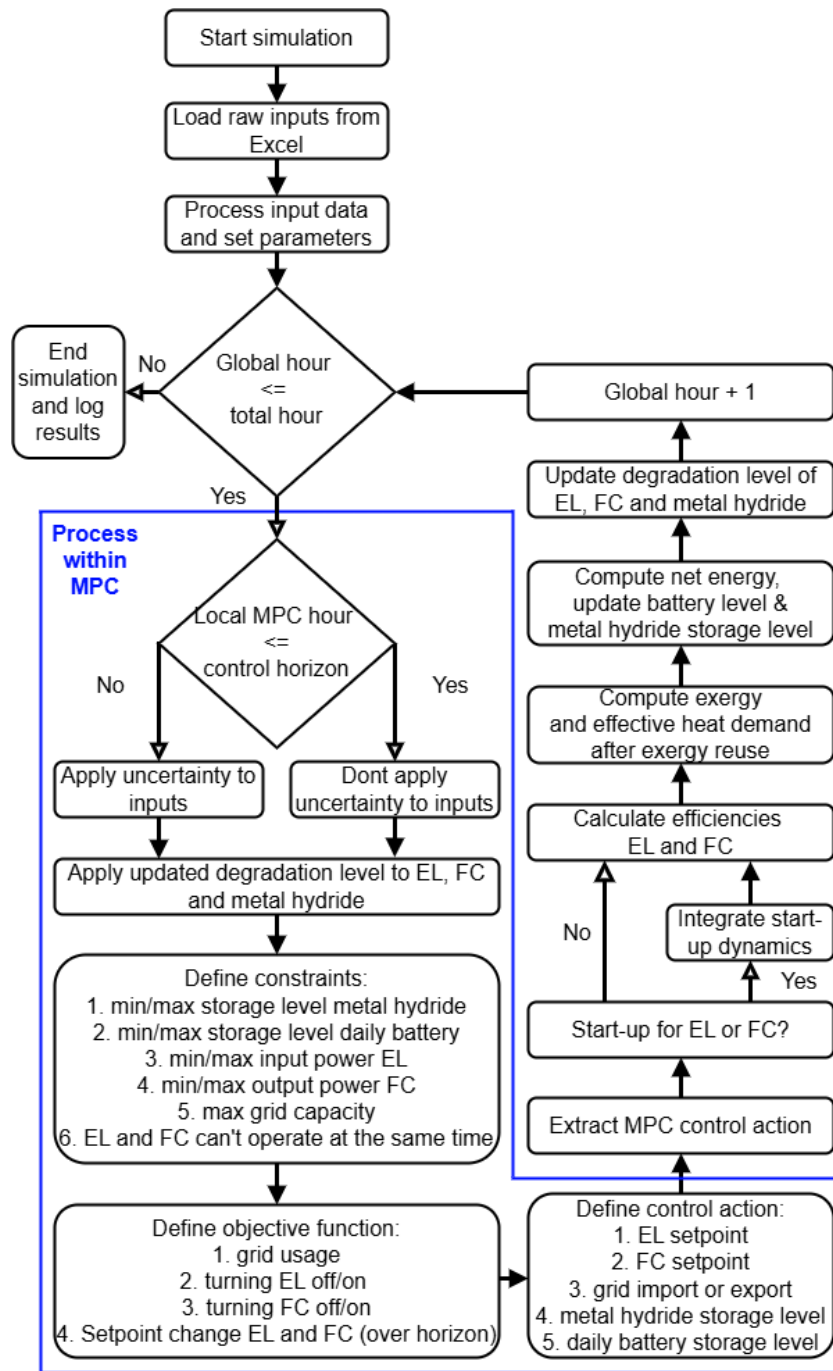 Start simulation
Load raw inputs from
Excel
Process input data
and set parameters
Global hour
<=
total hour
No
End
simulation
and log
results
Yes
Process
within
MPC
Local MPC hour
<=
control horizon
No
Yes
Apply uncertainty to
inputs
Dont apply
uncertainty to inputs
Apply updated degradation level to EL, FC
and metal hydride
Define constraints:
1. min/max storage level metal hydride
2. min/max storage level daily battery
3. min/max input power EL
4. min/max output power FC
5. max grid capacity
6. EL and FC can't operate at the same time
Define objective function:
1. grid usage
2. turning EL off/on
3. turning FC off/on
4. Setpoint change EL and FC (over horizon)
Define control action:
1. EL setpoint
2. FC setpoint
3. grid import or export
4. metal hydride storage level
5. daily battery storage level
Extract MPC control action
Start-up for EL or FC?
No
Yes
Integrate start-
up dynamics
Calculate efficiencies
EL and FC
Compute exergy
and effective heat demand
after exergy reuse
Compute net energy,
update battery level &
metal hydride storage level
Update degradation level of
EL, FC and metal hydride
Global hour + 1